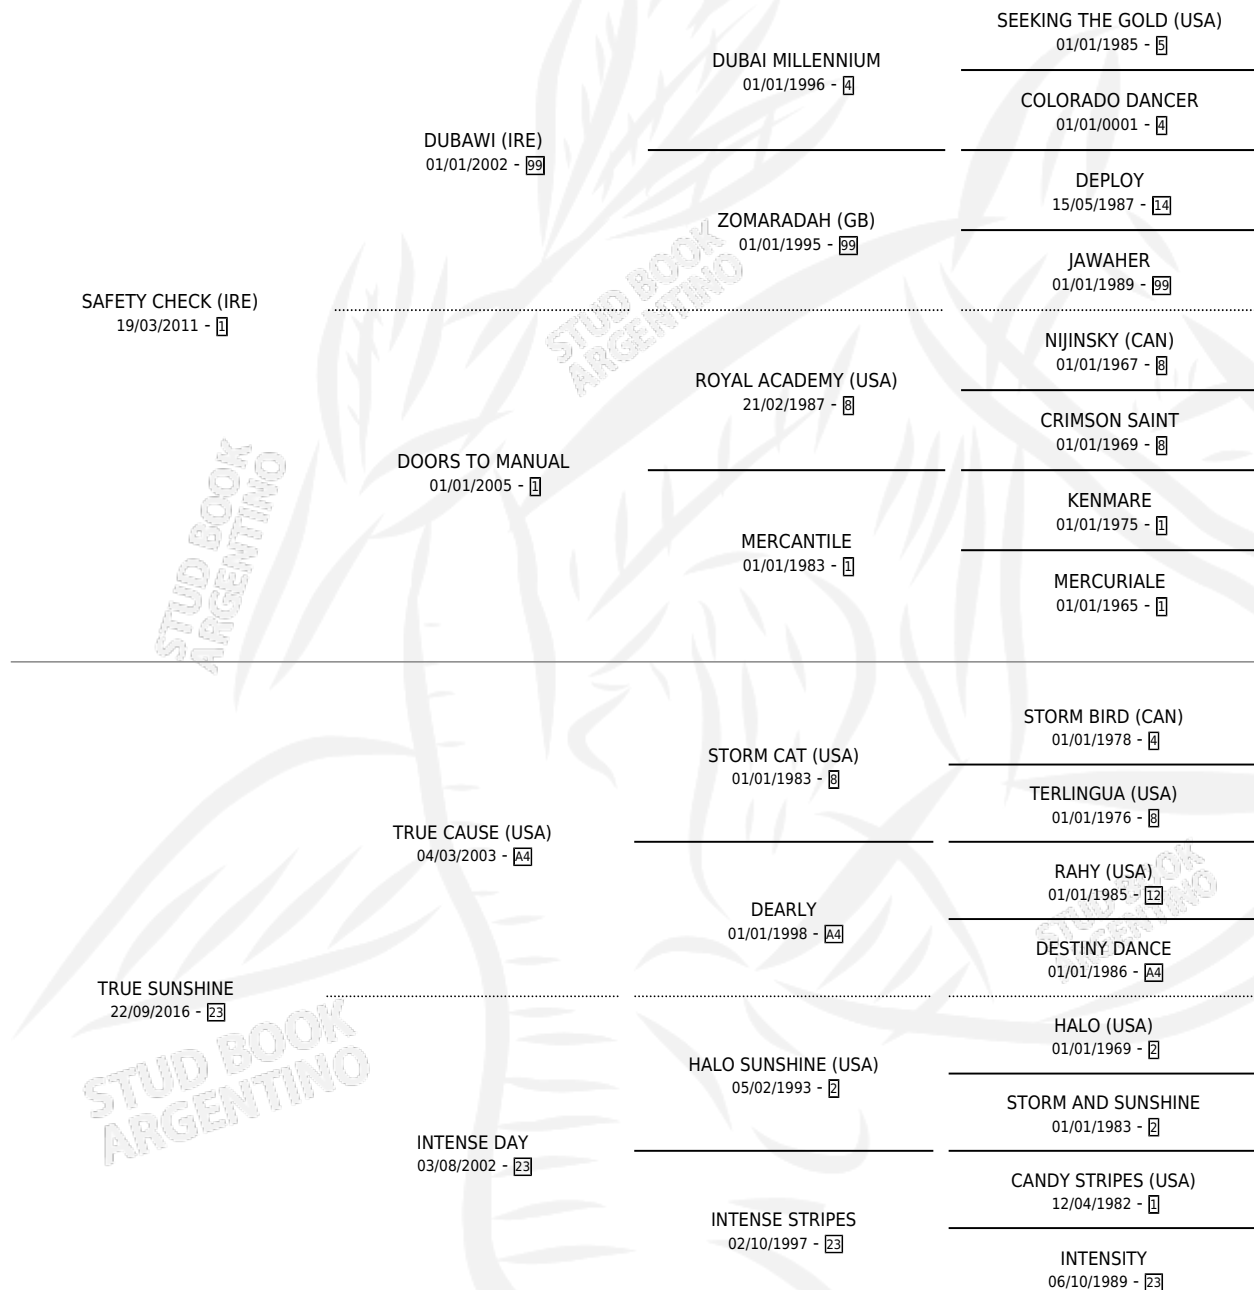 SEEKING THE GOLD (USA)
01/01/1985 - 5
DUBAI MILLENNIUM
01/01/1996 - 4
COLORADO DANCER
01/01/0001 - 4
DUBAWI (IRE)
01/01/2002 - 99
DEPLOY
15/05/1987 - 14
ZOMARADAH (GB)
01/01/1995 - 99
JAWAHER
01/01/1989 - 99
SAFETY CHECK (IRE)
19/03/2011 - 1
NIJINSKY (CAN)
01/01/1967 - 8
ROYAL ACADEMY (USA)
21/02/1987 - 8
CRIMSON SAINT
01/01/1969 - 8
DOORS TO MANUAL
01/01/2005 - 1
KENMARE
01/01/1975 - 1
MERCANTILE
01/01/1983 - 1
MERCURIALE
01/01/1965 - 1
STORM BIRD (CAN)
01/01/1978 - 4
STORM CAT (USA)
01/01/1983 - 8
TERLINGUA (USA)
01/01/1976 - 8
TRUE CAUSE (USA)
04/03/2003 - A4
RAHY (USA)
01/01/1985 - 12
DEARLY
01/01/1998 - A4
DESTINY DANCE
01/01/1986 - A4
TRUE SUNSHINE
22/09/2016 - 23
HALO (USA)
01/01/1969 - 2
HALO SUNSHINE (USA)
05/02/1993 - 2
STORM AND SUNSHINE
01/01/1983 - 2
INTENSE DAY
03/08/2002 - 23
CANDY STRIPES (USA)
12/04/1982 - 1
INTENSE STRIPES
02/10/1997 - 23
INTENSITY
06/10/1989 - 23
STUD BOOK
ARGENTINO
STUD BOOK
ARGENTINO
STUD BOOK
ARGENTINO
STUD BOOK
ARGENTINO